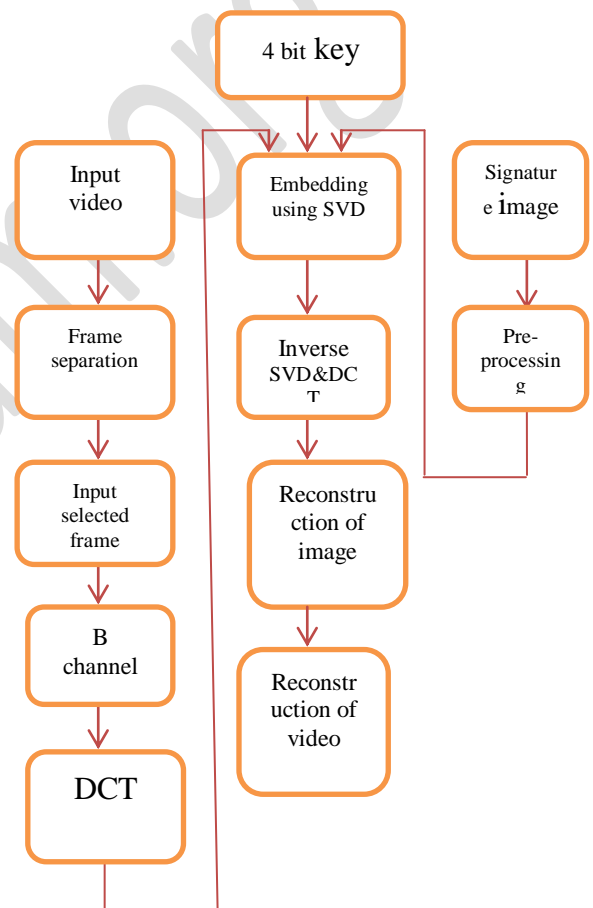 4 bit key
Input
video
Frame
separation
Input
selected
frame
B
channel
DCT
Embedding
using SVD
Inverse
SVD&DC
T
Reconstru
ction of
image
Reconstr
uction of
video
Signatur
e image
Pre-
processin
g